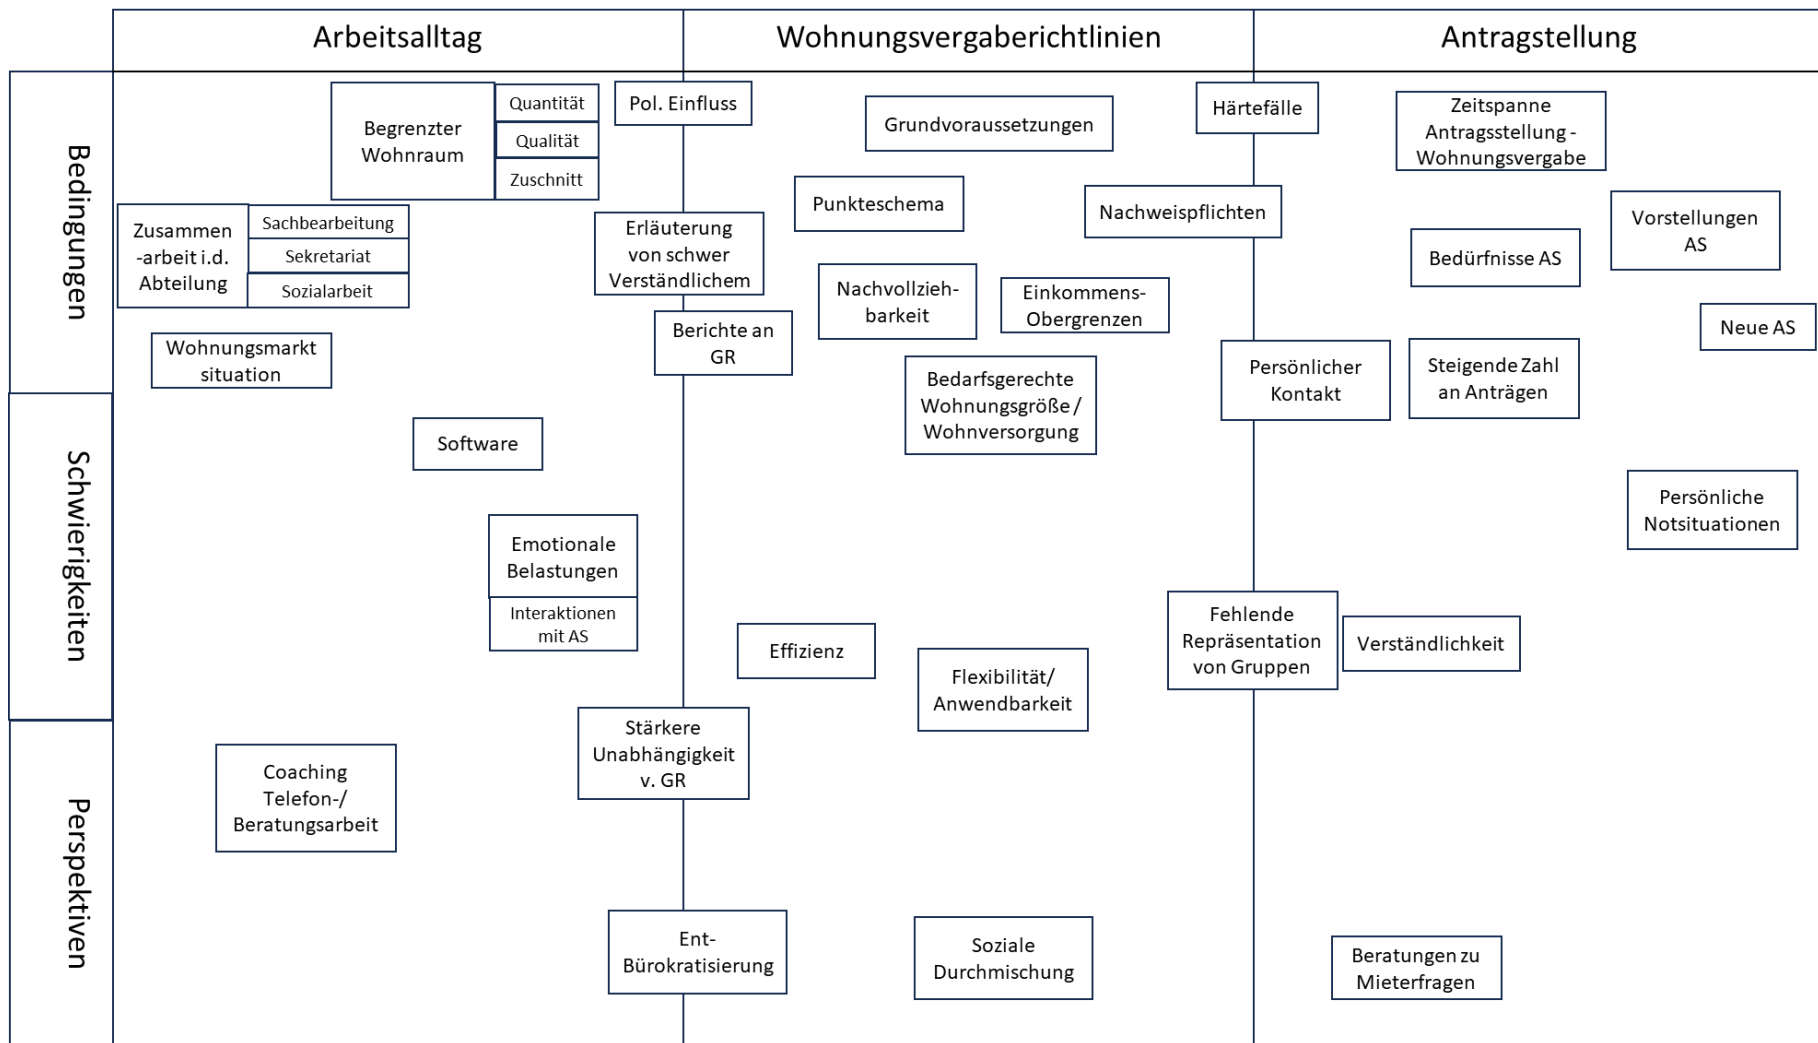 Arbeitsalltag
Wohnungsvergaberichtlinien
Antragstellung
Bedingungen
Begrenzter
Wohnraum
Quantität
Qualität
Zuschnitt
Pol. Einfluss
Grundvoraussetzungen
Härtefälle
Zeitspanne
Antragsstellung -
Wohnungsvergabe
Zusammen
-arbeit i.d.
Abteilung
Sachbearbeitung
Sekretariat
Sozialarbeit
Erläuterung
von schwer
Verständlichem
Punkteschema
Nachweispflichten
Bedürfnisse AS
Vorstellungen
AS
Wohnungsmarkt
situation
Berichte an
GR
Nachvollzieh-
barkeit
Einkommens-
Obergrenzen
Neue AS
Bedarfsgerechte
Wohnungsgröße /
Wohnversorgung
Persönlicher
Kontakt
Steigende Zahl
an Anträgen
Schwierigkeiten
Software
Persönliche
Notsituationen
Emotionale
Belastungen
Interaktionen
mit AS
Effizienz
Flexibilität/
Anwendbarkeit
Fehlende
Repräsentation
von Gruppen
Verständlichkeit
Perspektiven
Stärkere
Unabhängigkeit
v. GR
Coaching
Telefon-/
Beratungsarbeit
Ent-
Bürokratisierung
Soziale
Durchmischung
Beratungen zu
Mieterfragen